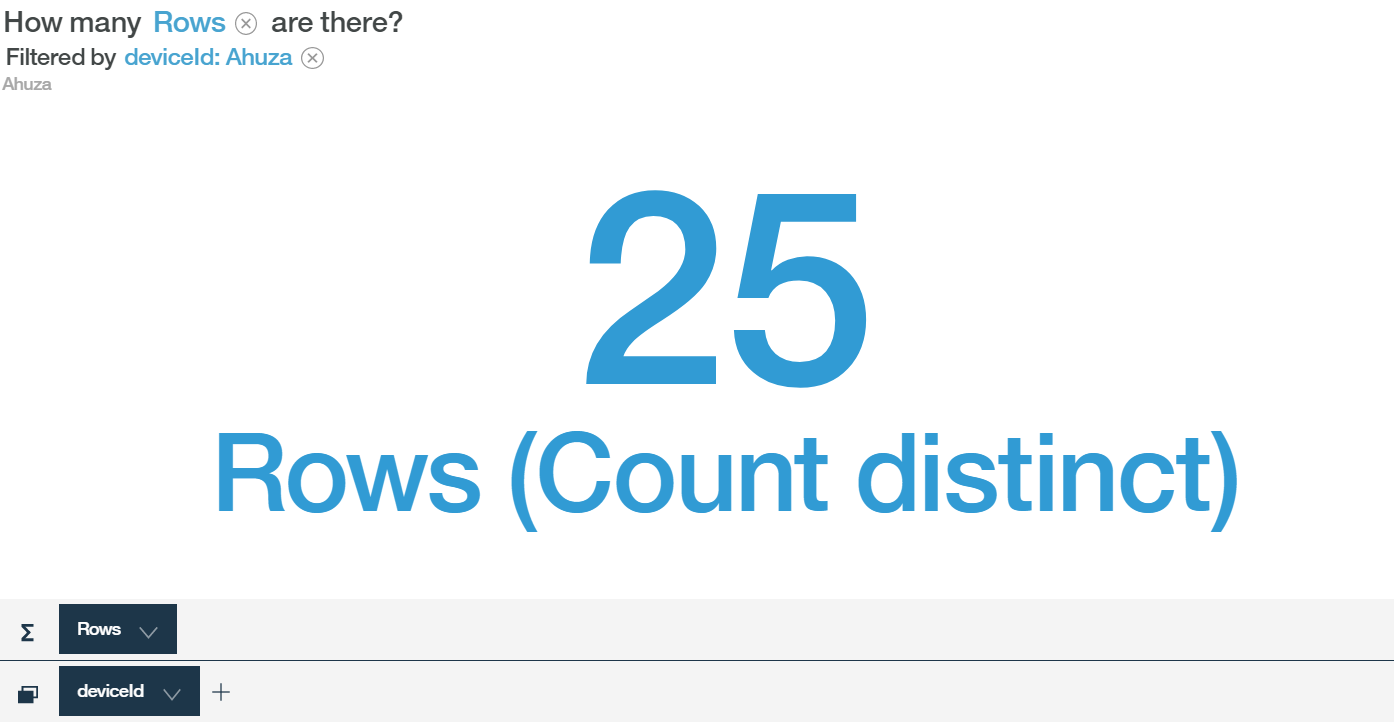 How many Rows are there?
Filtered by deviceId: Ahuza
Ahuza
25
Rows (Count distinct)
Σ Rows
deviceId +